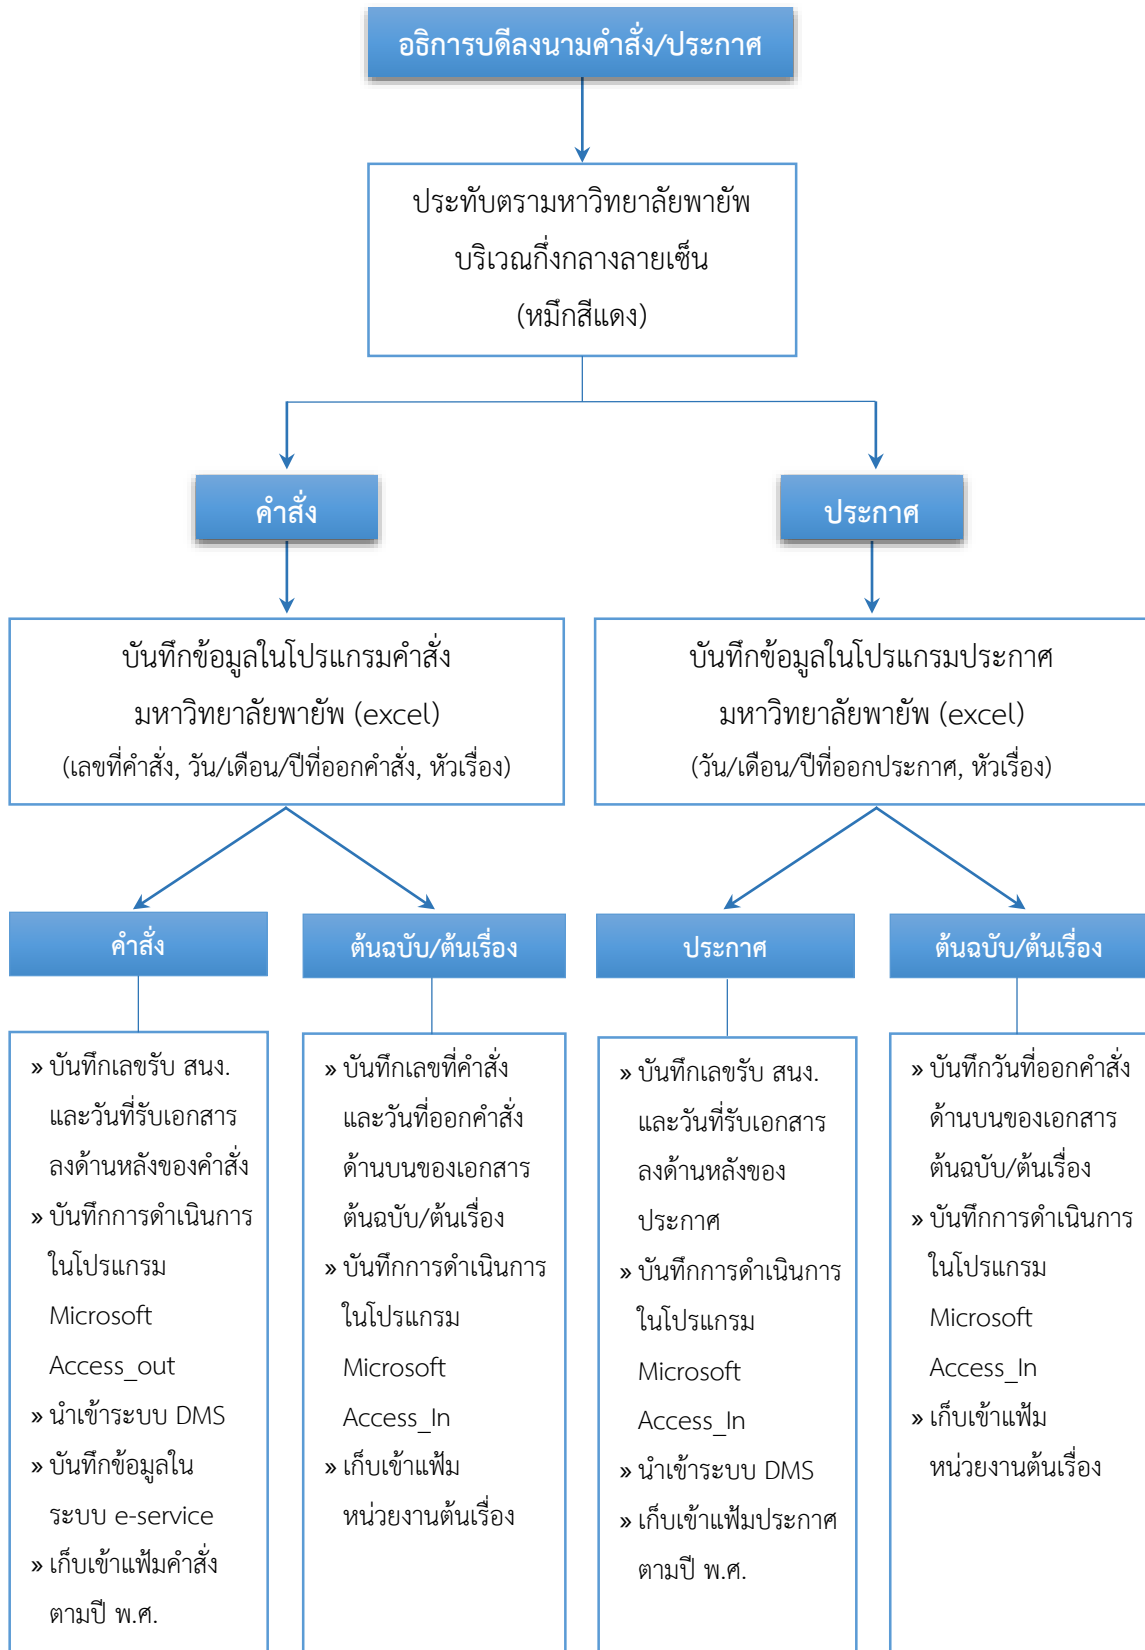 อธิการบดีลงนามคำสั่ง/ประกาศ
ประทับตรามหาวิทยาลัยพายัพ
บริเวณกึ่งกลางลายเซ็น
(หมึกสีแดง)
คำสั่ง
ประกาศ
บันทึกข้อมูลในโปรแกรมคำสั่ง
มหาวิทยาลัยพายัพ (excel)
(เลขที่คำสั่ง, วัน/เดือน/ปีที่ออกคำสั่ง, หัวเรื่อง)
บันทึกข้อมูลในโปรแกรมประกาศ
มหาวิทยาลัยพายัพ (excel)
(วัน/เดือน/ปีที่ออกประกาศ, หัวเรื่อง)
คำสั่ง
» บันทึกเลขรับ สนง.
และวันที่รับเอกสาร
ลงด้านหลังของคำสั่ง
» บันทึกการดำเนินการ
ในโปรแกรม
Microsoft
Access_out
» นำเข้าระบบ DMS
» บันทึกข้อมูลใน
ระบบ e-service
» เก็บเข้าแฟ้มคำสั่ง
ตามปี พ.ศ.
ต้นฉบับ/ต้นเรื่อง
» บันทึกเลขที่คำสั่ง
และวันที่ออกคำสั่ง
ด้านบนของเอกสาร
ต้นฉบับ/ต้นเรื่อง
» บันทึกการดำเนินการ
ในโปรแกรม
Microsoft
Access_In
» เก็บเข้าแฟ้ม
หน่วยงานต้นเรื่อง
ประกาศ
» บันทึกเลขรับ สนง.
และวันที่รับเอกสาร
ลงด้านหลังของ
ประกาศ
» บันทึกการดำเนินการ
ในโปรแกรม
Microsoft
Access_In
» นำเข้าระบบ DMS
» เก็บเข้าแฟ้มประกาศ
ตามปี พ.ศ.
ต้นฉบับ/ต้นเรื่อง
» บันทึกวันที่ออกคำสั่ง
ด้านบนของเอกสาร
ต้นฉบับ/ต้นเรื่อง
» บันทึกการดำเนินการ
ในโปรแกรม
Microsoft
Access_In
» เก็บเข้าแฟ้ม
หน่วยงานต้นเรื่อง